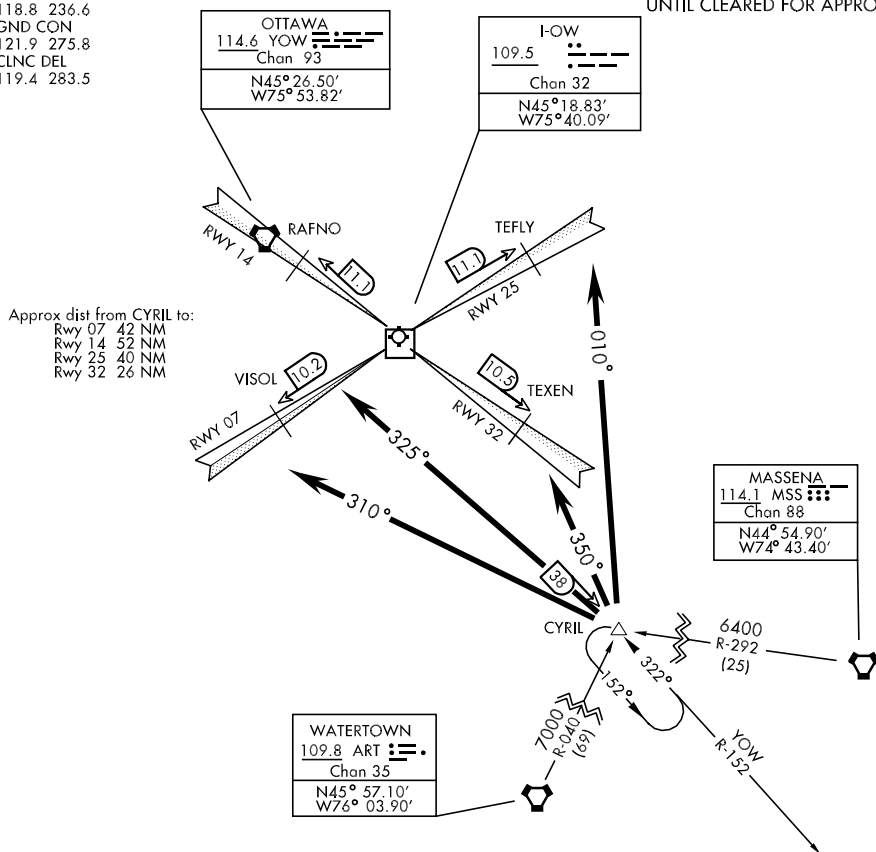 118.8 236.6
GND CON
121.9 275.8
CLNC DEL
119.4 283.5
UNTIL CLEARED FOR APPRO
OTTAWA
114.6 YOW
Chan 93
N45° 26.50'
W75° 53.82'
I-OW
109.5
Chan 32
N45° 18.83'
W75° 40.09'
RAFNO
RWY 14
11.1
TEFLY
11.1
RWY 25
Approx dist from CYRIL to:
Rwy 07 42 NM
Rwy 14 52 NM
Rwy 25 40 NM
Rwy 32 26 NM
VISOL
10.2
RWY 07
10.5
TEXEN
RWY 32
010°
325°
310°
350°
38
MASSENA
114.1 MSS
Chan 88
N44° 54.90'
W74° 43.40'
CYRIL
6400
R-292
(25)
152°
322°
7000
R-040
(69)
YOW
R-152
WATERTOWN
109.8 ART
Chan 35
N45° 57.10'
W76° 03.90'